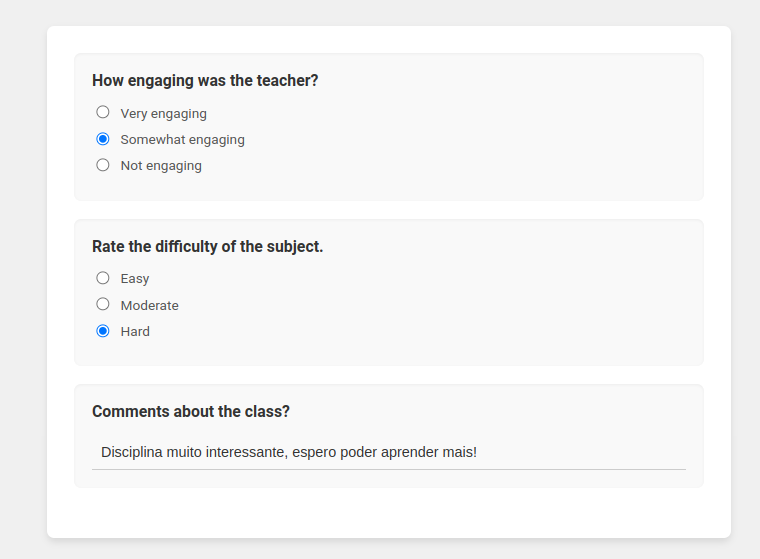 How engaging was the teacher?
Very engaging
Somewhat engaging
Not engaging
Rate the difficulty of the subject.
Easy
Moderate
Hard
Comments about the class?
Disciplina muito interessante, espero poder aprender mais!